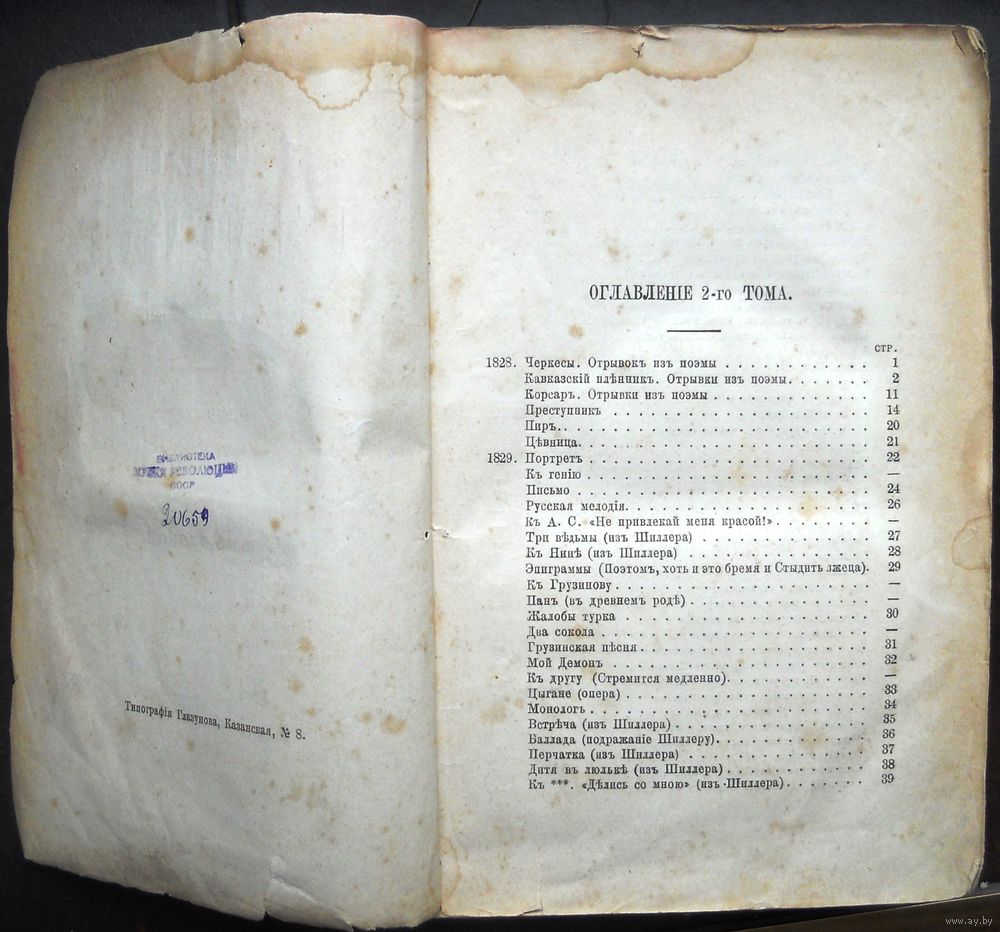 БИБЛИОТЕКА
МУЗЕЯ РЕВОЛЮЦИИ
СССР
20659
Типографія Глазунова, Казанская, № 8.
ОГЛАВЛЕНІЕ 2-го ТОМА.
СТР.
1828. Черкесы. Отрывокъ изъ поэмы . . . . . . . . . . . . 1
Кавказскій плѣнникъ. Отрывки изъ поэмы. . . . . . . 2
Корсаръ. Отрывки изъ поэмы . . . . . . . . . . . . . 11
Преступникъ . . . . . . . . . . . . . . . . . . . . 14
Пиръ. . . . . . . . . . . . . . . . . . . . . . . . 20
Цѣвница. . . . . . . . . . . . . . . . . . . . . . 21
1829. Портретъ . . . . . . . . . . . . . . . . . . . . . 22
Къ генію . . . . . . . . . . . . . . . . . . . . . —
Письмо . . . . . . . . . . . . . . . . . . . . . . 24
Русская мелодія. . . . . . . . . . . . . . . . . . 26
Къ А. С. «Не привлекай меня красой!» . . . . . . . . —
Три вѣдьмы (изъ Шиллера) . . . . . . . . . . . . . 27
Къ Нинѣ (изъ Шиллера) . . . . . . . . . . . . . . 28
Эпиграммы (Поэтомъ, хоть и это бремя и Стыдить лжеца). 29
Къ Грузинову . . . . . . . . . . . . . . . . . . . —
Панъ (въ древнемъ родѣ) . . . . . . . . . . . . . . —
Жалобы турка . . . . . . . . . . . . . . . . . . . 30
Два сокола . . . . . . . . . . . . . . . . . . . . —
Грузинская пѣсня . . . . . . . . . . . . . . . . . 31
Мой Демонъ . . . . . . . . . . . . . . . . . . . . 32
Къ другу (Стремится медленно). . . . . . . . . . . . —
Цыгане (опера) . . . . . . . . . . . . . . . . . . 33
Монологъ . . . . . . . . . . . . . . . . . . . . . 34
Встрѣча (изъ Шиллера) . . . . . . . . . . . . . . 35
Баллада (подражаніе Шиллеру). . . . . . . . . . . . 36
Перчатка (изъ Шиллера) . . . . . . . . . . . . . . 37
Дитя въ люлькѣ (изъ Шиллера) . . . . . . . . . . . 38
Къ ***. «Дѣлись со мною» (изъ Шиллера) . . . . . . . 39
www.ay.by